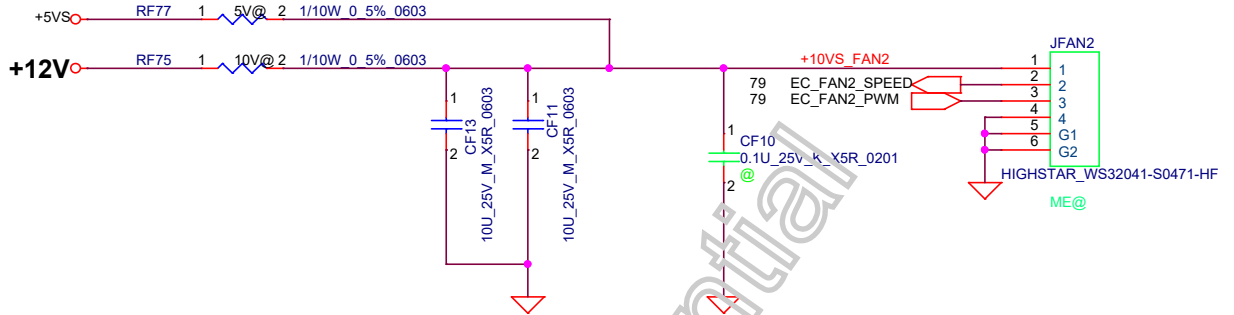 +5VS RF77 1 5V@ 2 1/10W_0_5%_0603
+12V RF75 1 10V@ 2 1/10W_0_5%_0603
+10VS_FAN2
JFAN2
1 1
79 EC_FAN2_SPEED 2 2
79 EC_FAN2_PWM 3 3
4 4
5 G1
6 G2
HIGHSTAR_WS32041-S0471-HF
ME@
1
2
CF13
10U_25V_M_X5R_0603
1
2
CF11
10U_25V_M_X5R_0603
1
CF10
0.1U_25V_K_X5R_0201
@
2